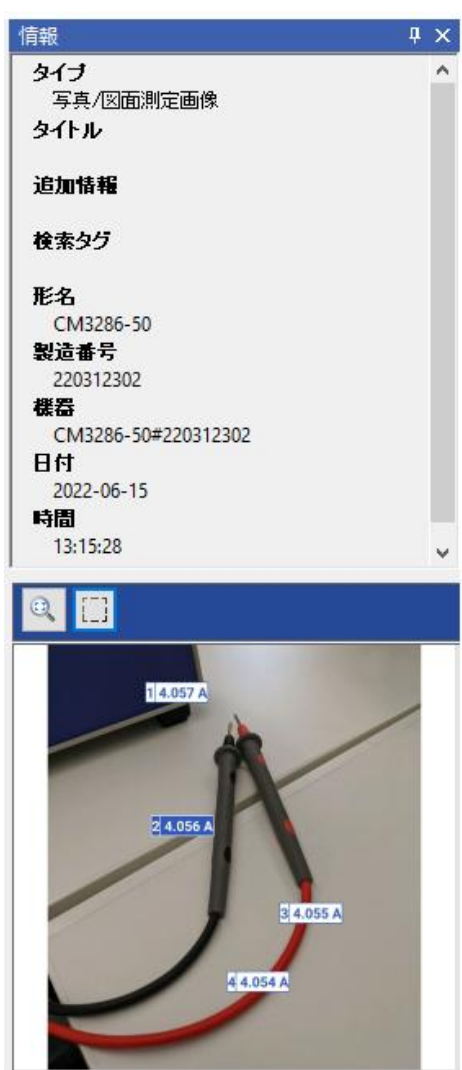 情報
タイプ
写真/図面測定画像
タイトル
追加情報
検索タグ
形名
CM3286-50
製造番号
220312302
機器
CM3286-50#220312302
日付
2022-06-15
時間
13:15:28
1 4.057 A
2 4.056 A
3 4.055 A
4 4.054 A